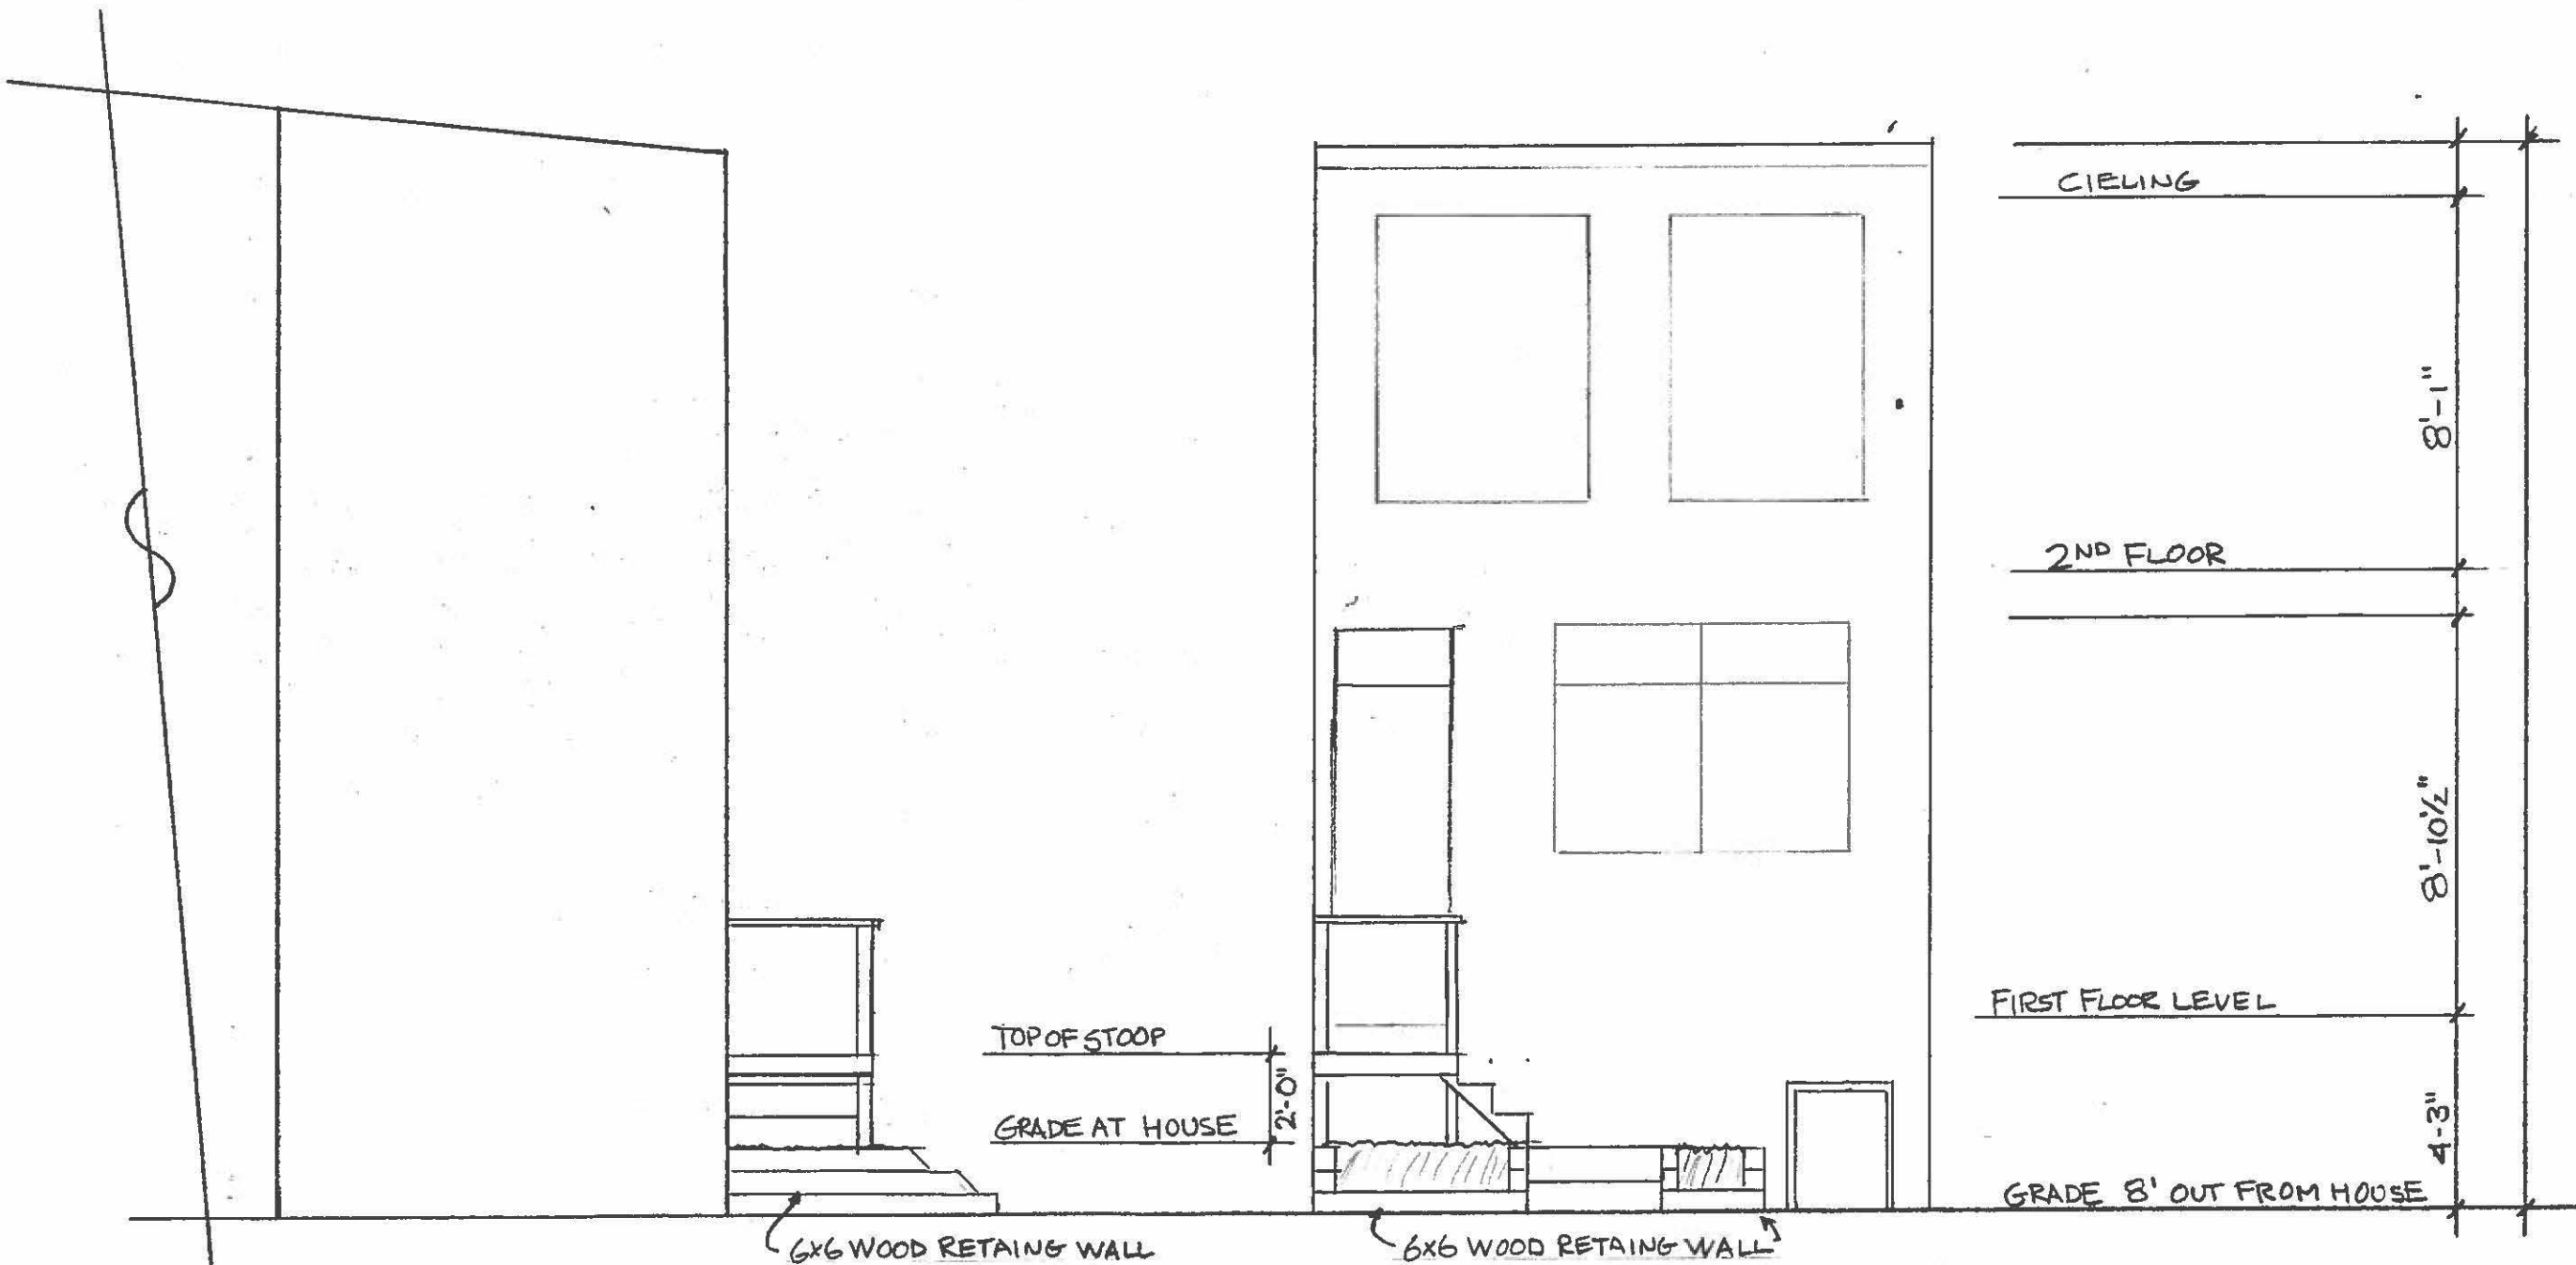 CIELING
8'-1"
2ND FLOOR
8'-10½"
FIRST FLOOR LEVEL
TOP OF STOOP
2'-0"
GRADE AT HOUSE
4-3"
GRADE 8' OUT FROM HOUSE
6x6 WOOD RETAING WALL
6x6 WOOD RETAING WALL